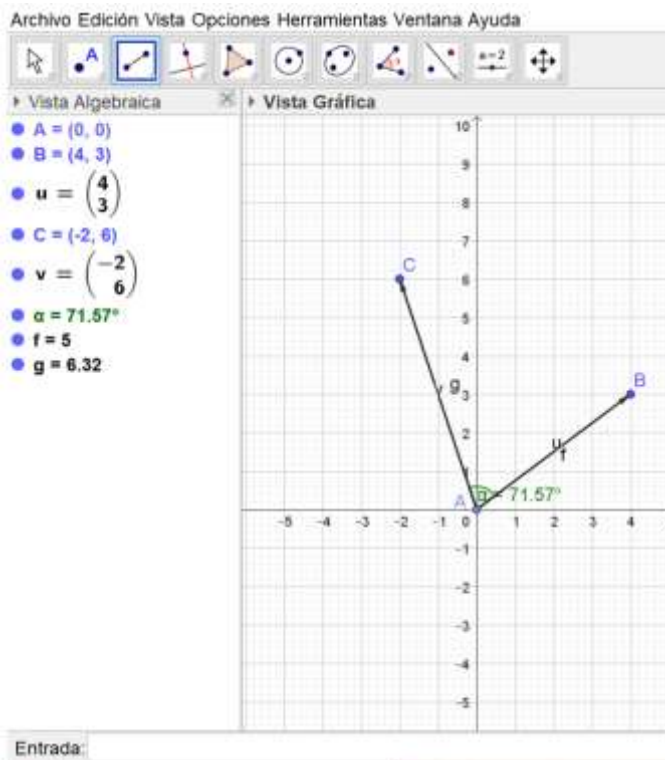 Archivo Edición Vista Opciones Herramientas Ventana Ayuda
A
a=2
Vista Algebraica
Vista Gráfica
A = (0, 0)
B = (4, 3)
u = (4
3)
C = (-2, 6)
v = (-2
6)
α = 71.57°
f = 5
g = 6.32
10
9
8
7
C
6
5
4
g
B
3
2
u
f
1
A
α = 71.57°
-5 -4 -3 -2 -1 0 1 2 3 4
-1
-2
-3
-4
-5
Entrada: